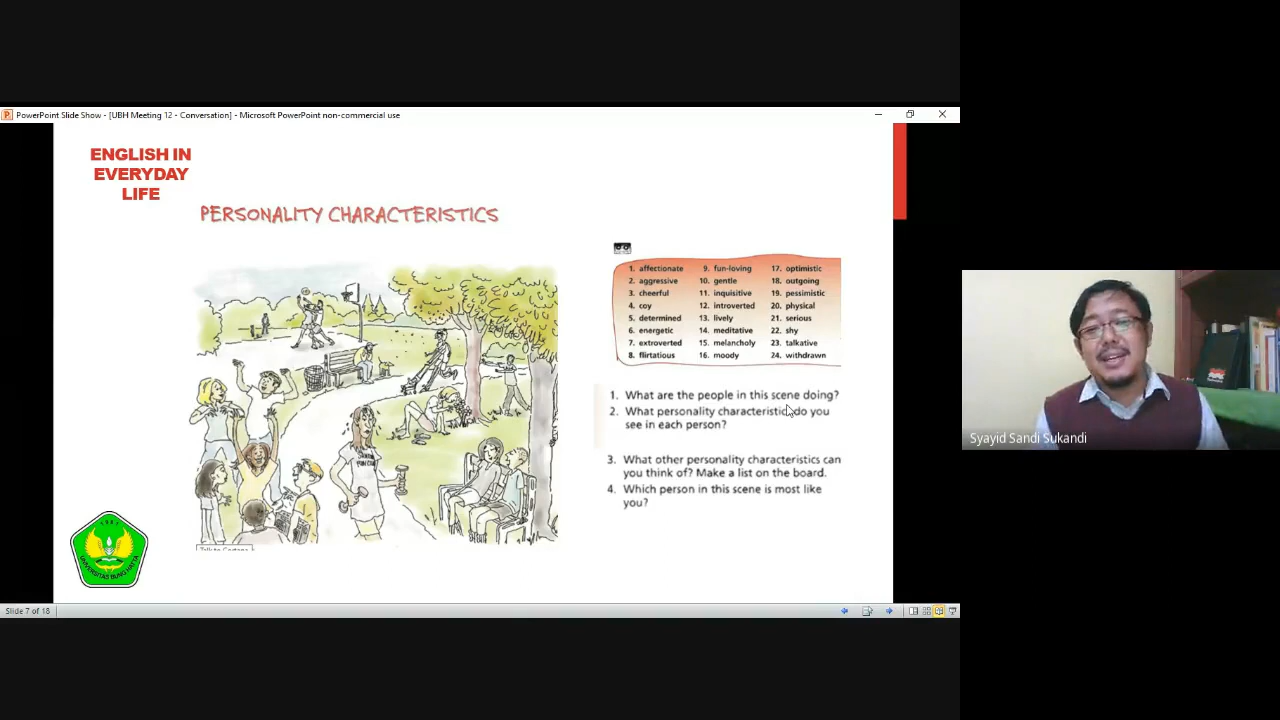 PowerPoint Slide Show - [UBH Meeting 12 - Conversation] - Microsoft PowerPoint non-commercial use
ENGLISH IN
EVERYDAY
LIFE
PERSONALITY CHARACTERISTICS
1. affectionate 9. fun-loving 17. optimistic
2. aggressive 10. gentle 18. outgoing
3. cheerful 11. inquisitive 19. pessimistic
4. coy 12. introverted 20. physical
5. determined 13. lively 21. serious
6. energetic 14. meditative 22. shy
7. extroverted 15. melancholy 23. talkative
8. flirtatious 16. moody 24. withdrawn
1. What are the people in this scene doing?
2. What personality characteristic do you
see in each person?
3. What other personality characteristics can
you think of? Make a list on the board.
4. Which person in this scene is most like
you?
1981
UNIVERSITAS BUNG HATTA
Slide 7 of 18
Syayid Sandi Sukandi